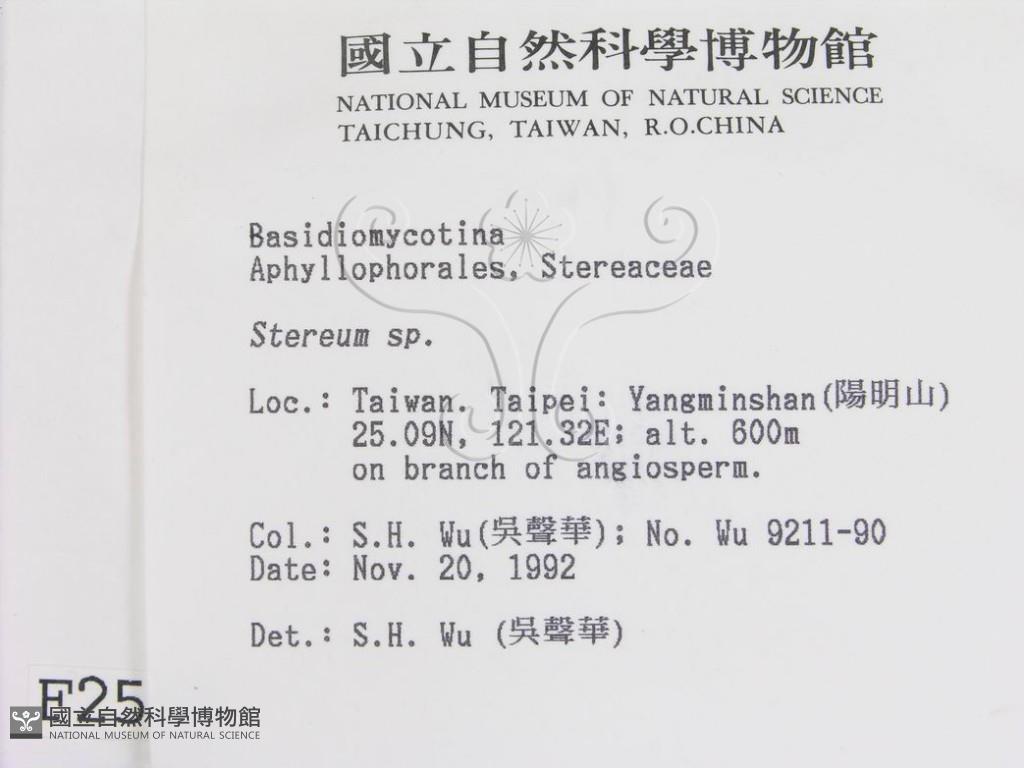 國立自然科學博物館
NATIONAL MUSEUM OF NATURAL SCIENCE
TAICHUNG, TAIWAN, R.O.CHINA
Basidiomycotina
Aphyllophorales, Stereaceae
Stereum sp.
Loc.: Taiwan. Taipei: Yangminshan(陽明山)
25.09N, 121.32E; alt. 600m
on branch of angiosperm.
Col.: S.H. Wu(吳聲華); No. Wu 9211-90
Date: Nov. 20, 1992
Det.: S.H. Wu (吳聲華)
國立自然科學博物館
NATIONAL MUSEUM OF NATURAL SCIENCE